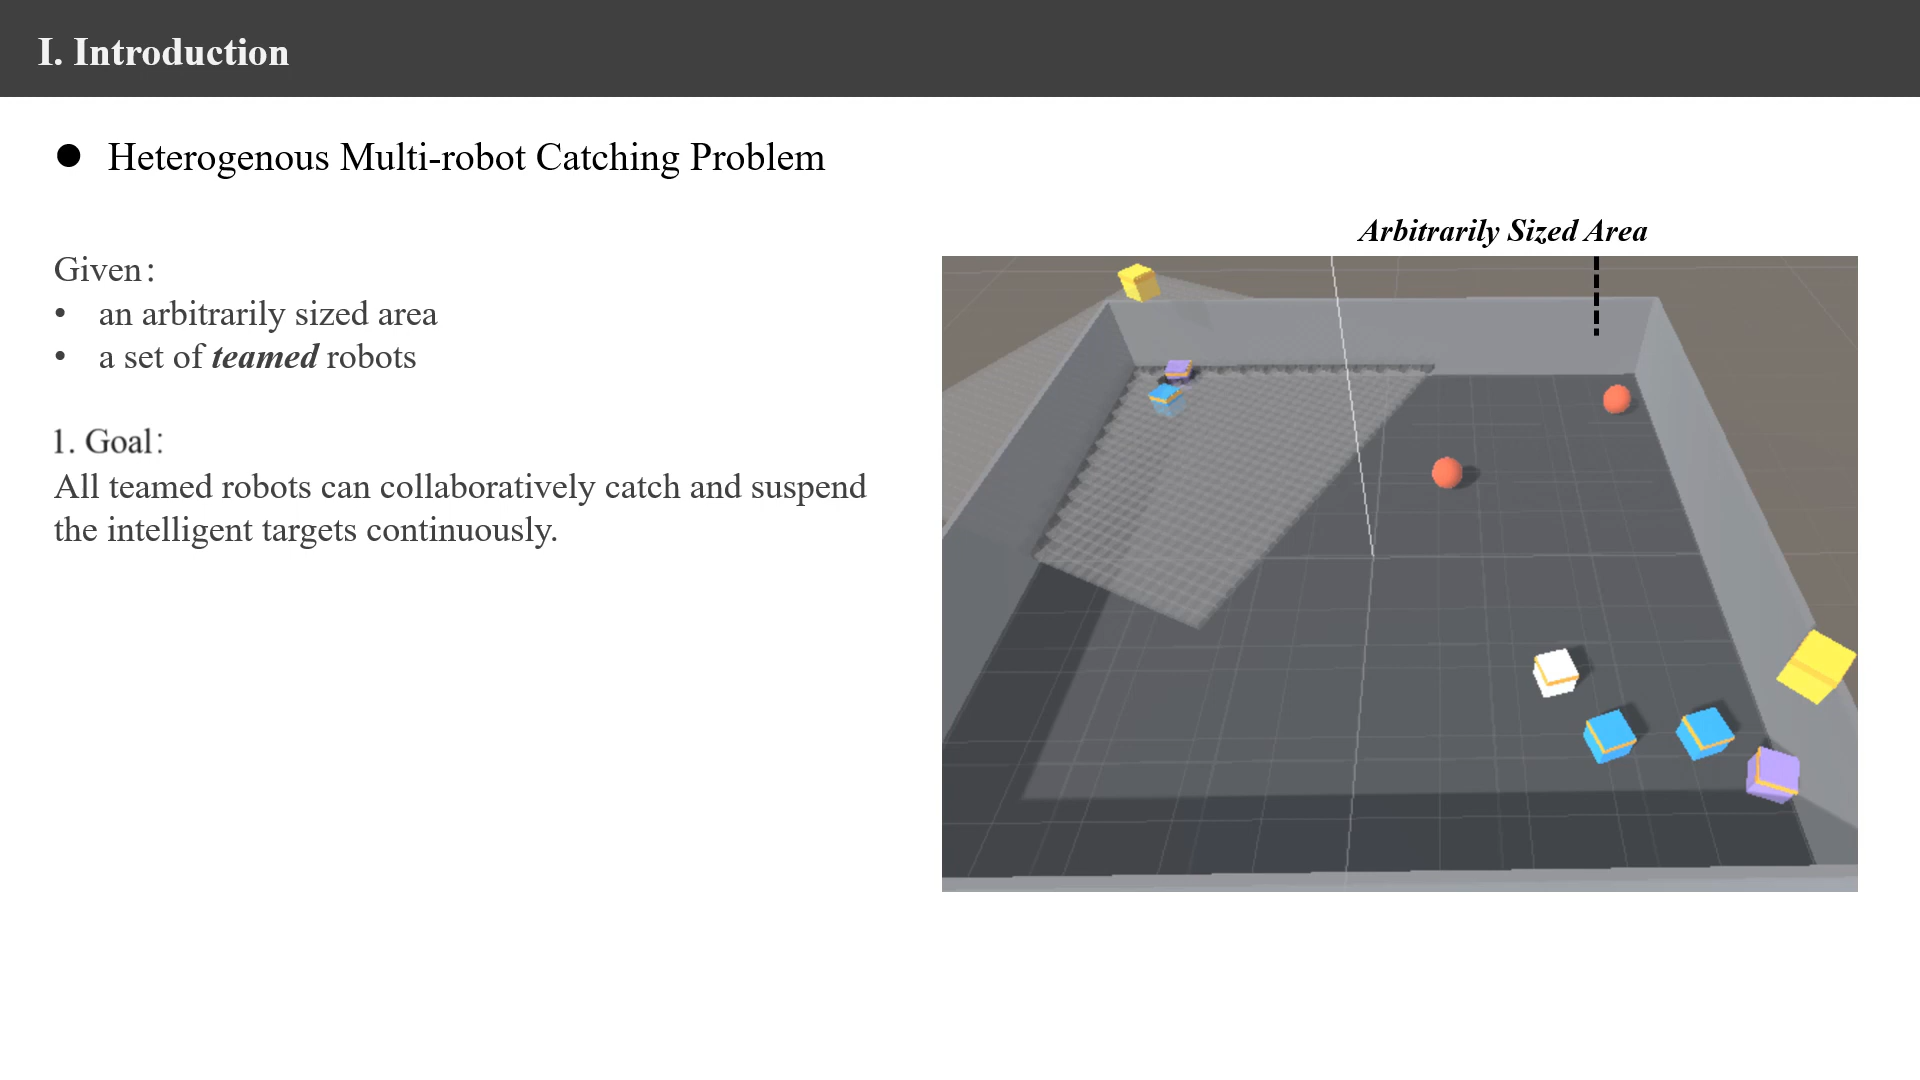 I. Introduction
● Heterogenous Multi-robot Catching Problem
Arbitrarily Sized Area
Given：
• an arbitrarily sized area
• a set of teamed robots
1. Goal：
All teamed robots can collaboratively catch and suspend
the intelligent targets continuously.